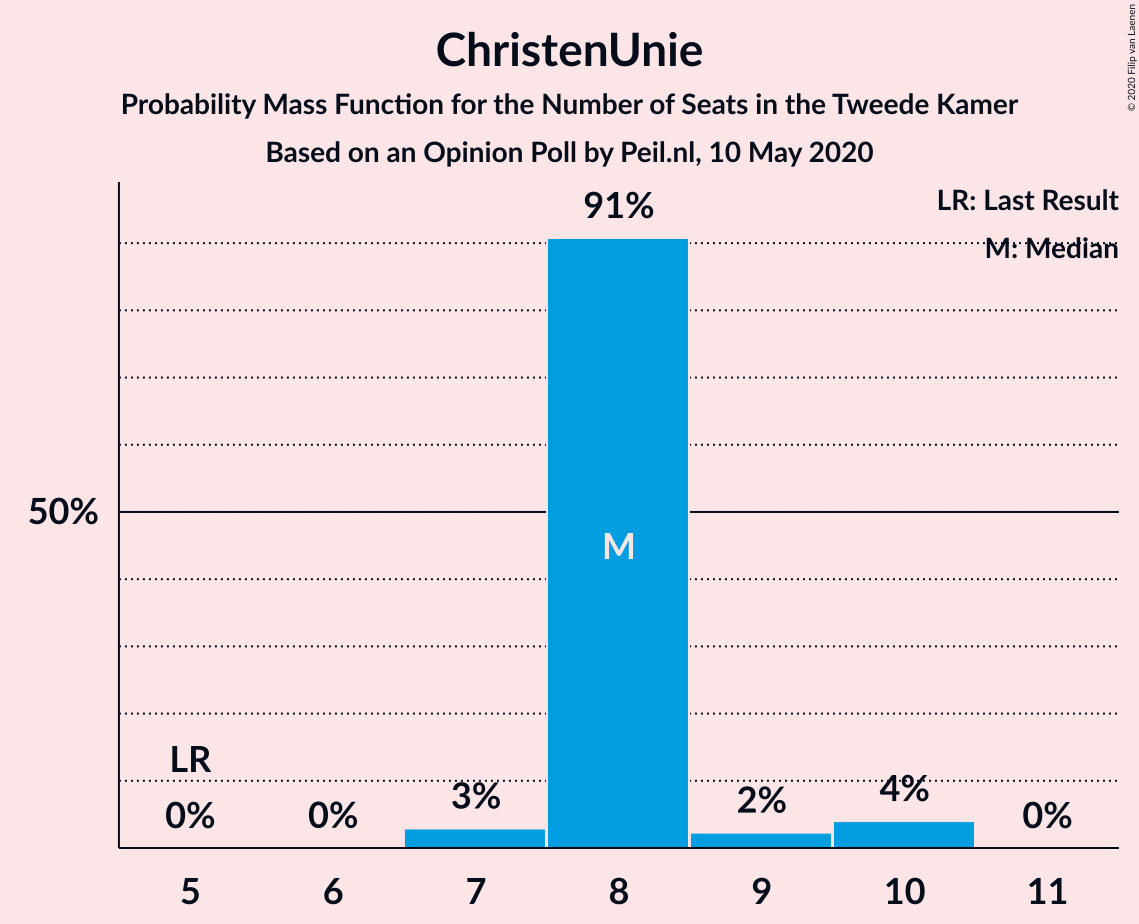 © 2020 Filip van Laenen
ChristenUnie
Probability Mass Function for the Number of Seats in the Tweede Kamer
Based on an Opinion Poll by Peil.nl, 10 May 2020
LR: Last Result
M: Median
91%
50%
M
LR
0%
0%
3%
2%
4%
0%
5 6 7 8 9 10 11